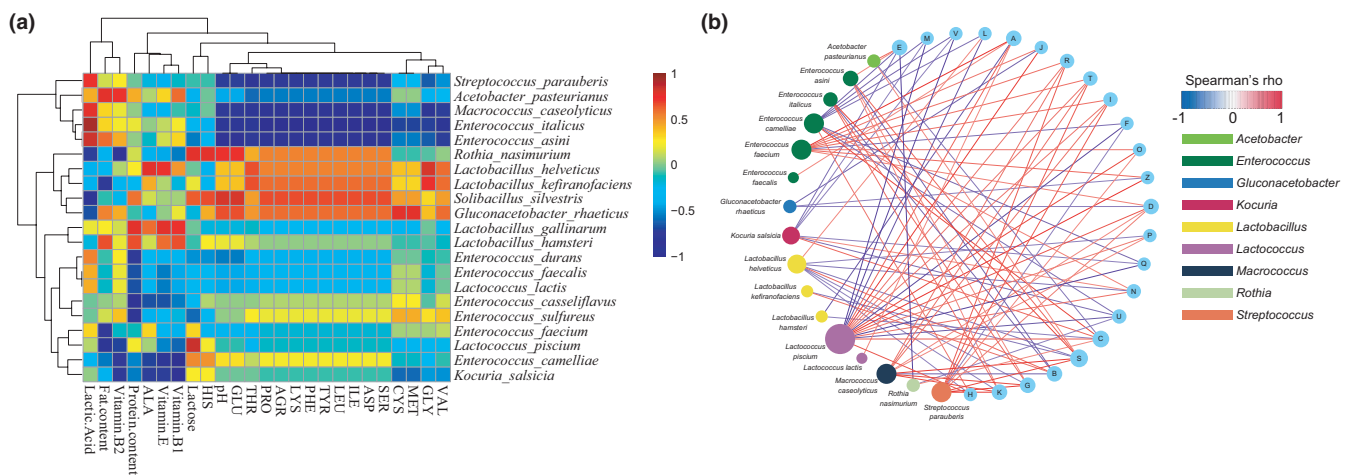 (a)
Streptococcus_parauberis
Acetobacter_pasteurianus
Macrococcus_caseolyticus
Enterococcus_italicus
Enterococcus_asini
Rothia_nasimurium
Lactobacillus_helveticus
Lactobacillus_kefiranofaciens
Solibacillus_silvestris
Gluconacetobacter_rhaeticus
Lactobacillus_gallinarum
Lactobacillus_hamsteri
Enterococcus_durans
Enterococcus_faecalis
Lactococcus_lactis
Enterococcus_casseliflavus
Enterococcus_sulfureus
Enterococcus_faecium
Lactococcus_piscium
Enterococcus_camelliae
Kocuria_salsicia
Lactic.Acid
Fat.content
Vitamin.B2
Protein.content
ALA
Vitamin.E
Vitamin.B1
Lactose
HIS
pH
GLU
THR
PRO
AGR
LYS
PHE
TYR
LEU
ILE
ASP
SER
CYS
MET
GLY
VAL
1
0.5
0
−0.5
−1
(b)
Acetobacter
pasteurianus
Enterococcus
asini
Enterococcus
italicus
Enterococcus
camelliae
Enterococcus
faecium
Enterococcus
faecalis
Gluconacetobacter
rhaeticus
Kocuria salsicia
Lactobacillus
helveticus
Lactobacillus
kefiranofaciens
Lactobacillus
hamsteri
Lactococcus
piscium
Lactococcus lactis
Macrococcus
caseolyticus
Rothia
nasimurium
Streptococcus
parauberis
E
M
V
L
A
J
R
T
I
F
O
Z
D
P
Q
N
U
C
S
B
G
K
H
Spearman's rho
-1
0
1
Acetobacter
Enterococcus
Gluconacetobacter
Kocuria
Lactobacillus
Lactococcus
Macrococcus
Rothia
Streptococcus